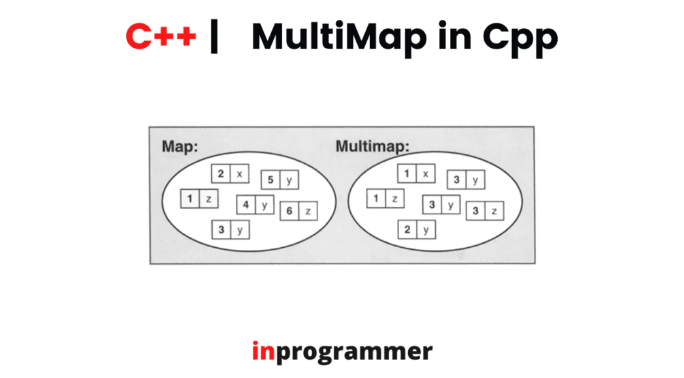 C++ | MultiMap in Cpp
Map: Multimap:
2 x 1 x
5 y 3 y
1 z 1 z
4 y 3 y
6 z 3 z
3 y 2 y
inprogrammer